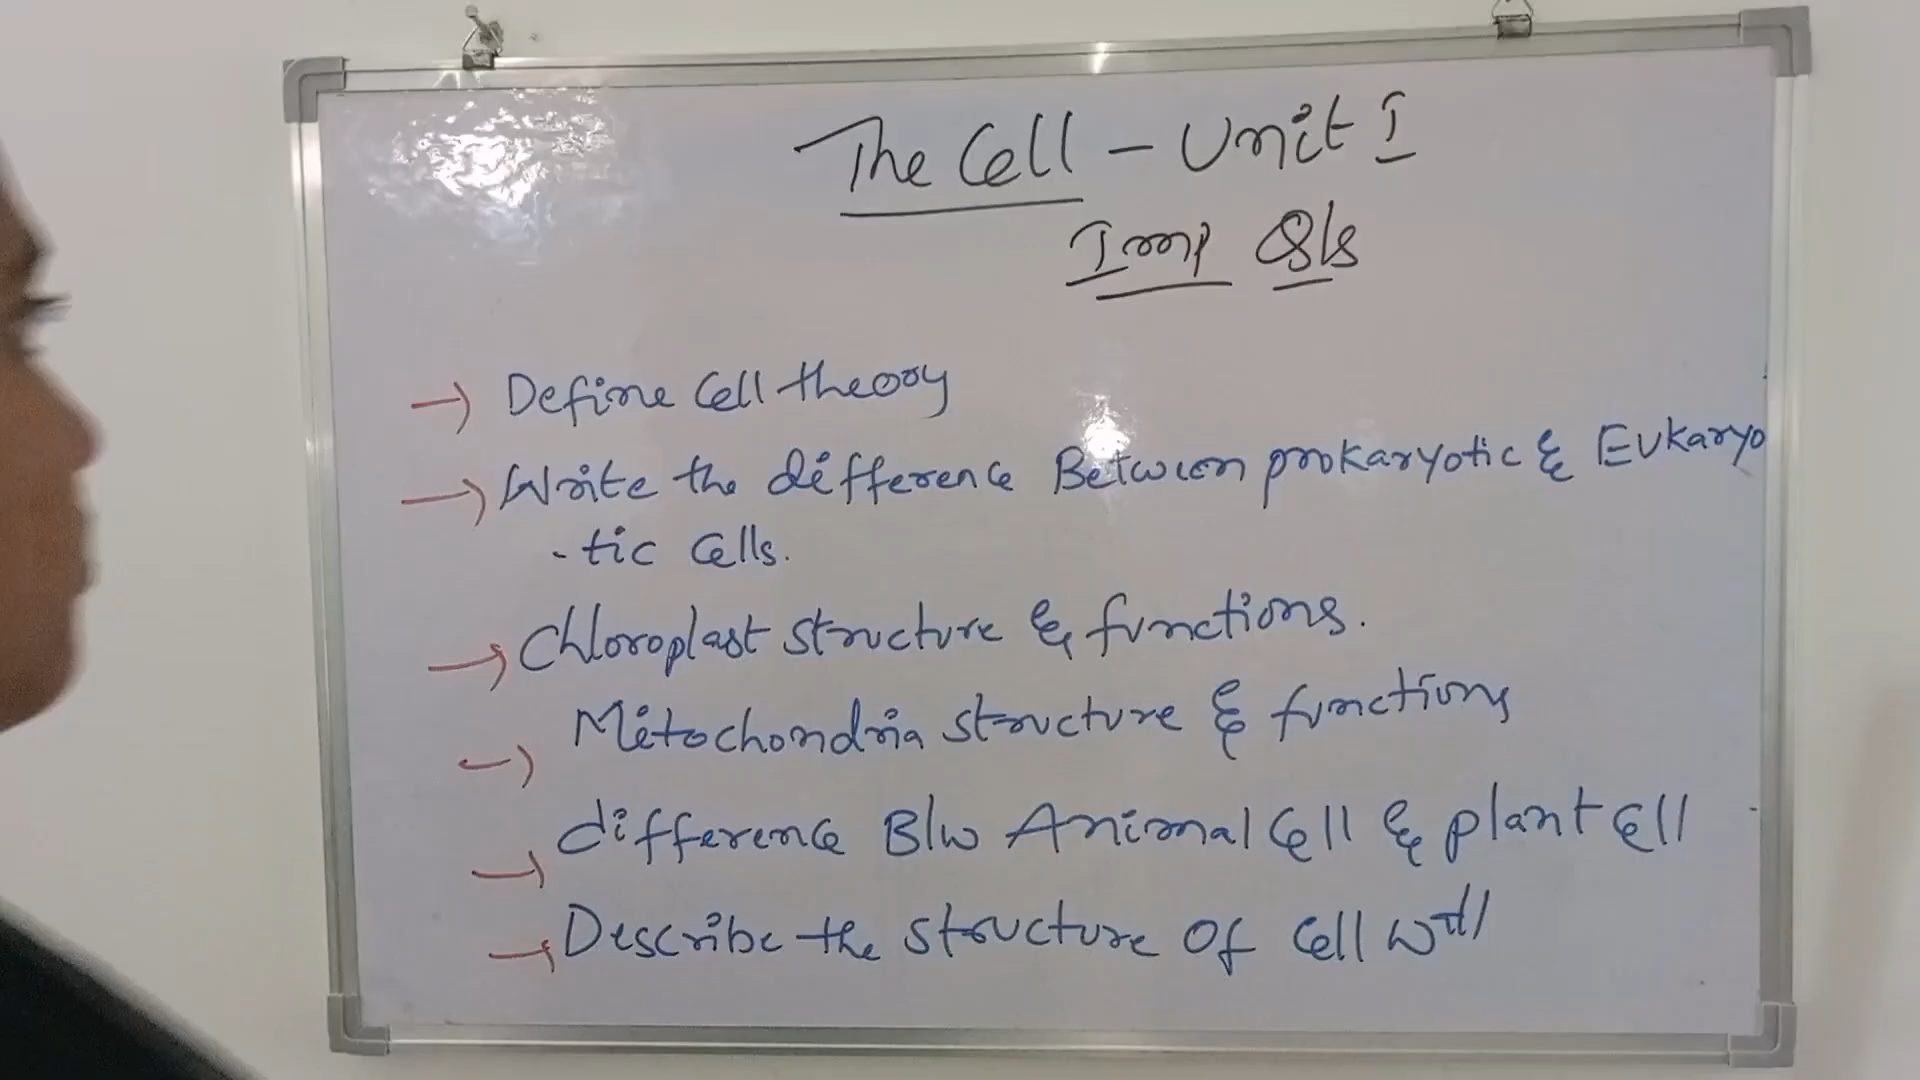 The Cell - Unit I
Imp Q/s
→ Define Cell theory
→ Write the difference Between prokaryotic & Eukaryo
- tic Cells.
→ Chloroplast structure & functions.
→ Mitochondria structure & functions
→ difference B/w Animal Cell & plant Cell
→ Describe the structure Of Cell wall